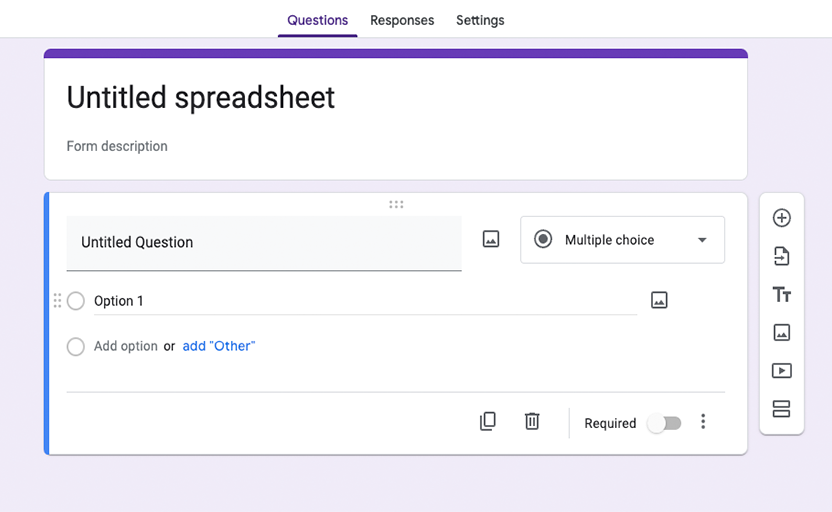 Questions Responses Settings
Untitled spreadsheet
Form description
Untitled Question
Multiple choice
Option 1
Add option or add "Other"
Required